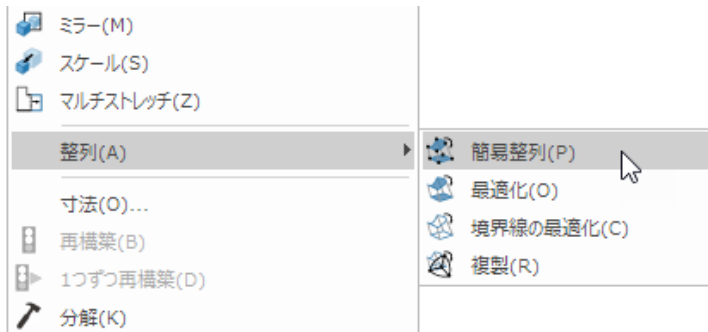 ミラー(M)
スケール(S)
マルチストレッチ(Z)
整列(A)
簡易整列(P)
最適化(O)
境界線の最適化(C)
複製(R)
寸法(O)...
再構築(B)
1つずつ再構築(D)
分解(K)